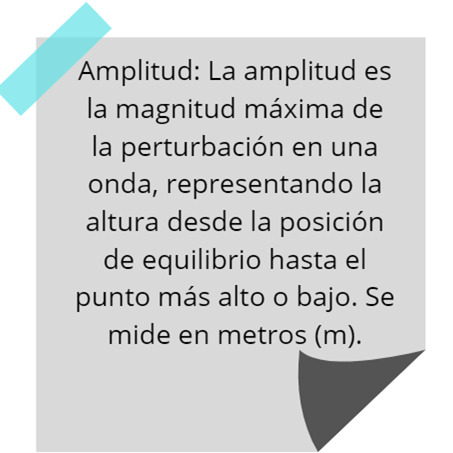 Amplitud: La amplitud es
la magnitud máxima de
la perturbación en una
onda, representando la
altura desde la posición
de equilibrio hasta el
punto más alto o bajo. Se
mide en metros (m).